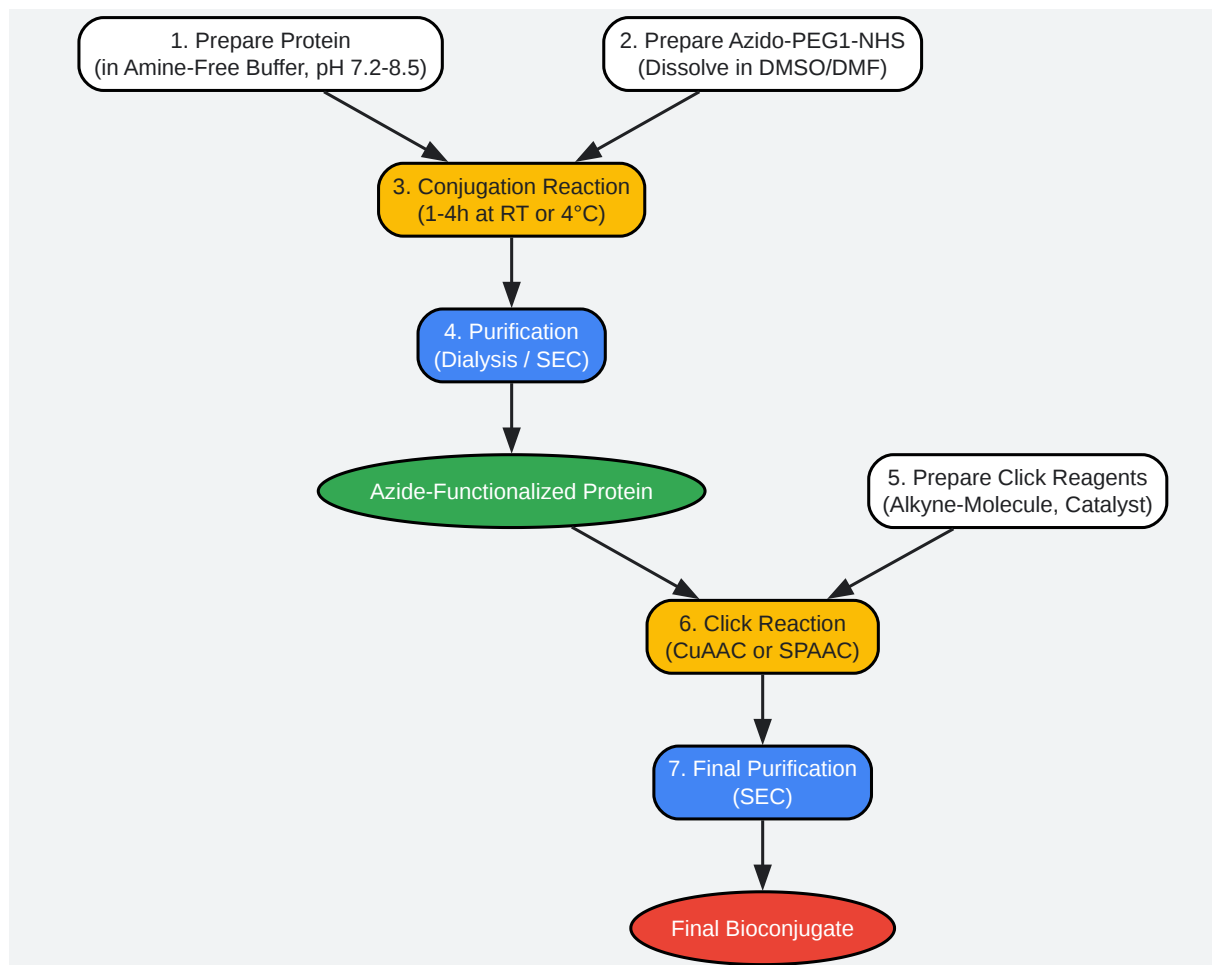 1. Prepare Protein
(in Amine-Free Buffer, pH 7.2-8.5)
2. Prepare Azido-PEG1-NHS
(Dissolve in DMSO/DMF)
3. Conjugation Reaction
(1-4h at RT or 4°C)
4. Purification
(Dialysis / SEC)
Azide-Functionalized Protein
5. Prepare Click Reagents
(Alkyne-Molecule, Catalyst)
6. Click Reaction
(CuAAC or SPAAC)
7. Final Purification
(SEC)
Final Bioconjugate